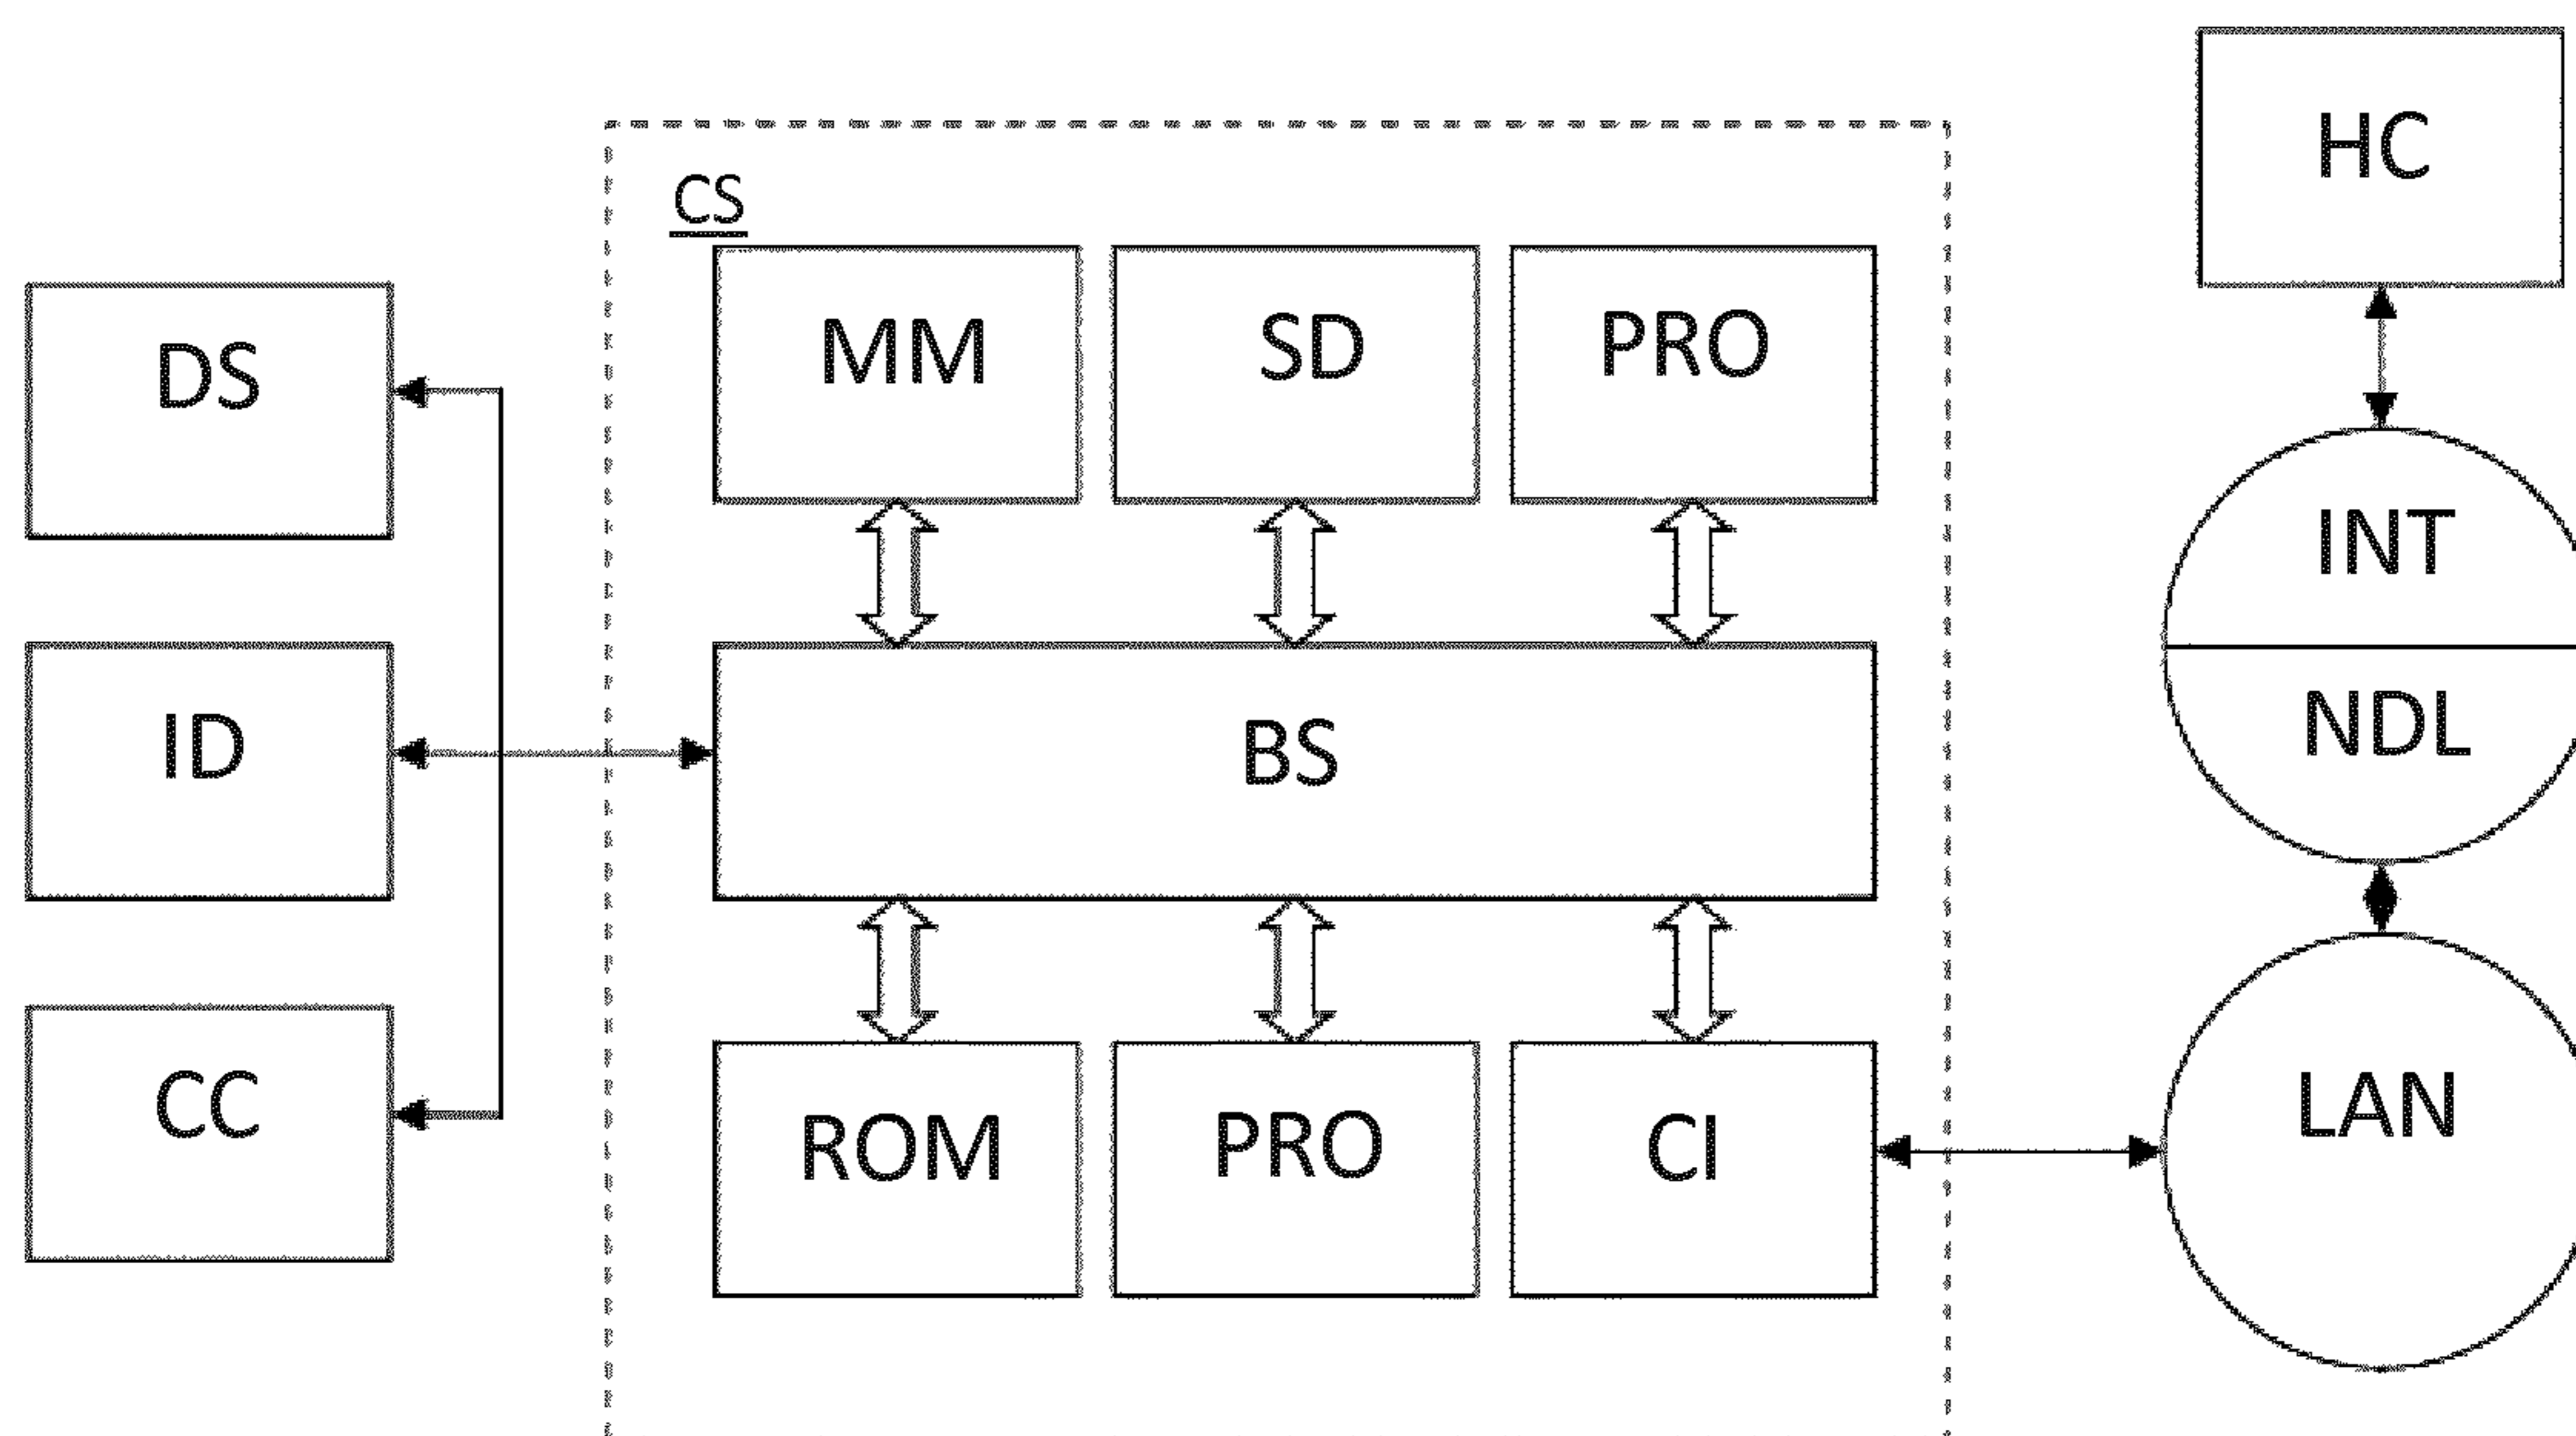 HC
CS
MM
SD
PRO
DS
INT
NDL
ID
BS
CC
ROM
PRO
CI
LAN